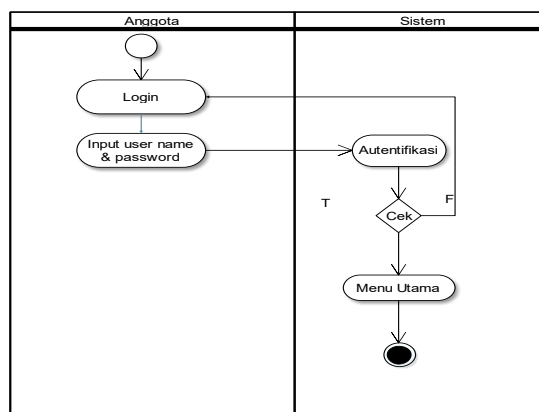 Anggota
Sistem
Login
Input user name
& password
Autentifikasi
T
F
Cek
Menu Utama